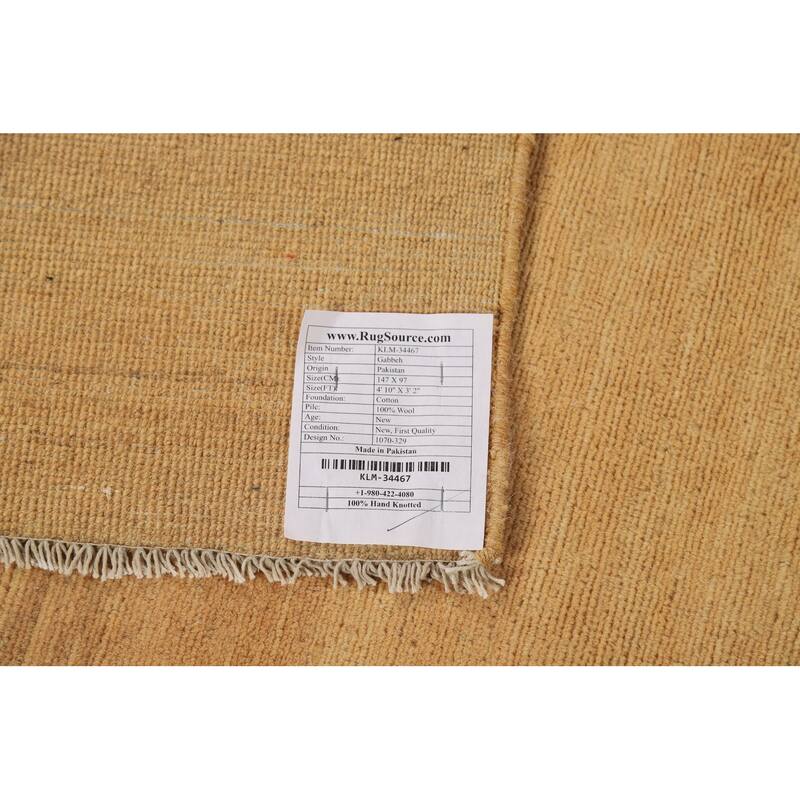 www.RugSource.com
Item Number: KLM-34467
Style Gabbeh
Origin Pakistan
Size(CM) 147 X 97
Size(FT) 4' 10" X 3' 2"
Foundation: Cotton
Pile: 100% Wool
Age: New
Condition: New, First Quality
Design No.: 1070-329
Made in Pakistan
KLM-34467
+1-980-422-4080
100% Hand Knotted